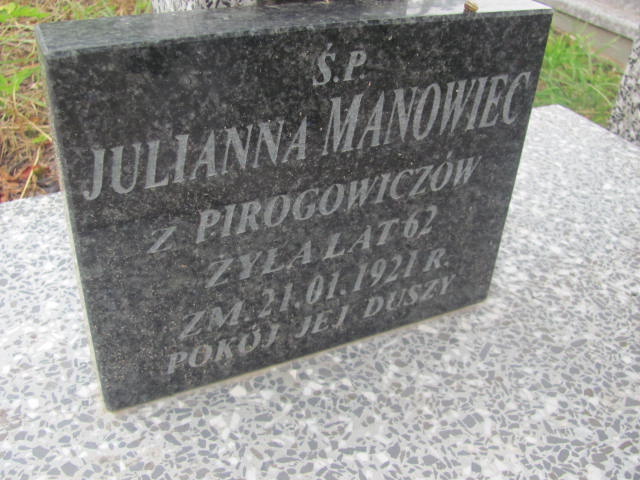 Ś.P.
JULIANNA MANOWIEC
Z PIROGOWICZÓW
ŻYŁA LAT 62
ZM. 21.01.1921 R.
POKÓJ JEJ DUSZY